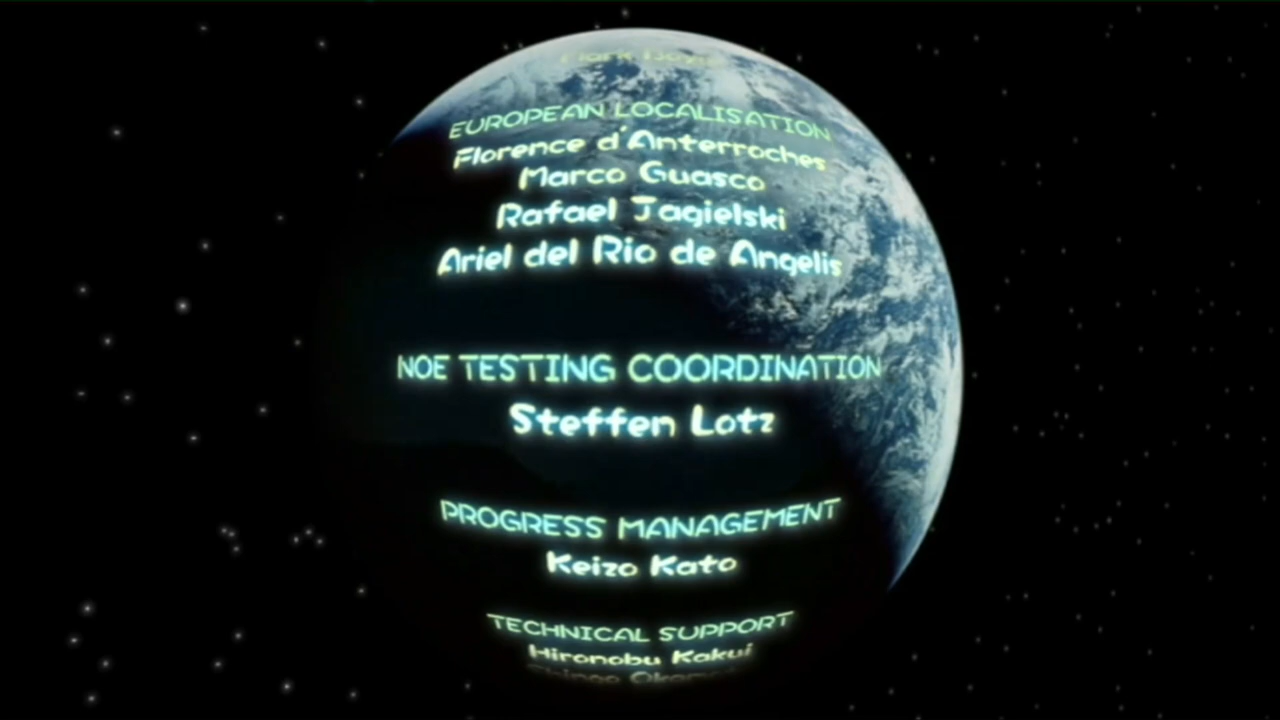 EUROPEAN LOCALISATION
Florence d'Anterroches
Marco Guasco
Rafael Jagielski
Ariel del Rio de Angelis
NOE TESTING COORDINATION
Steffen Lotz
PROGRESS MANAGEMENT
Keizo Kato
TECHNICAL SUPPORT
Hironobu Kakui